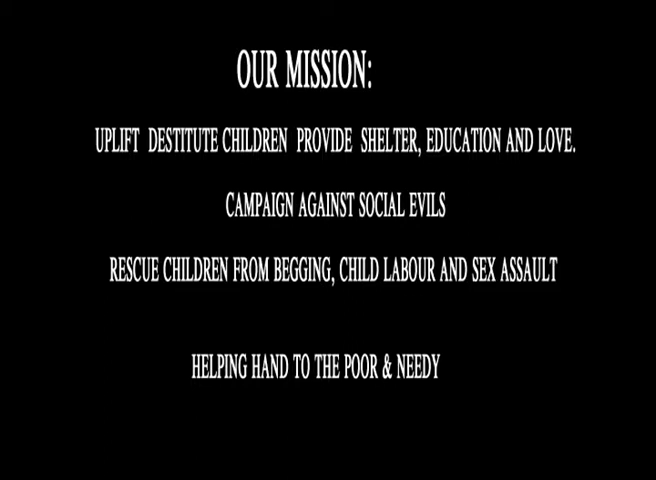 OUR MISSION:
UPLIFT DESTITUTE CHILDREN PROVIDE SHELTER, EDUCATION AND LOVE.
CAMPAIGN AGAINST SOCIAL EVILS
RESCUE CHILDREN FROM BEGGING, CHILD LABOUR AND SEX ASSAULT
HELPING HAND TO THE POOR & NEEDY